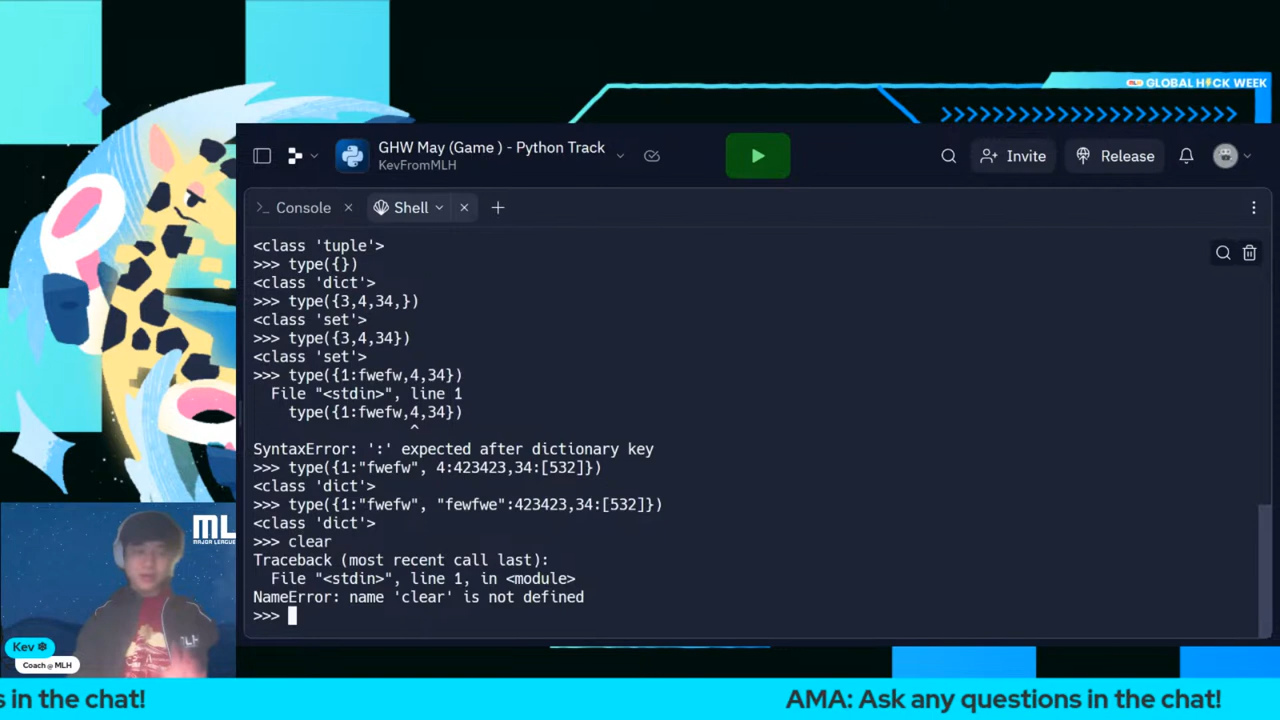 MLH GLOBAL HACK WEEK
GHW May (Game ) - Python Track
KevFromMLH
Invite
Release
>_ Console
Shell
<class 'tuple'>
>>> type({})
<class 'dict'>
>>> type({3,4,34,})
<class 'set'>
>>> type({3,4,34})
<class 'set'>
>>> type({1:fwefw,4,34})
File "<stdin>", line 1
type({1:fwefw,4,34})
^
SyntaxError: ':' expected after dictionary key
>>> type({1:"fwefw", 4:423423,34:[532]})
<class 'dict'>
>>> type({1:"fwefw", "fewfwe":423423,34:[532]})
<class 'dict'>
>>> clear
Traceback (most recent call last):
File "<stdin>", line 1, in <module>
NameError: name 'clear' is not defined
>>>
ML
MAJOR LEAGUE
MLH
Kev
Coach @ MLH
s in the chat!
AMA: Ask any questions in the chat!